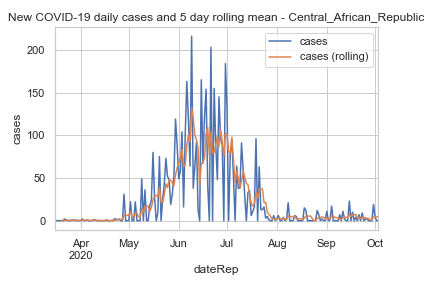 New COVID-19 daily cases and 5 day rolling mean - Central_African_Republic
cases
cases (rolling)
200
150
100
50
0
cases
Apr
2020
May
Jun
Jul
Aug
Sep
Oct
dateRep